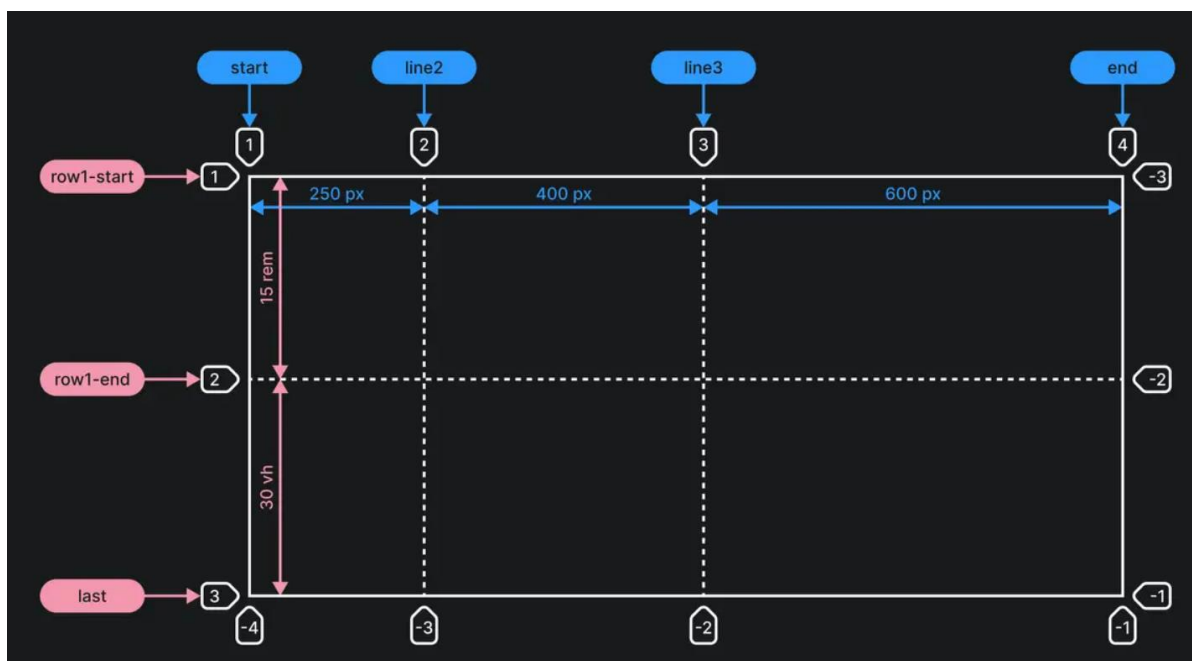 start line2 line3 end
1 2 3 4
row1-start 1 -3
250 px 400 px 600 px
15 rem
row1-end 2 -2
30 vh
last 3 -1
-4 -3 -2 -1